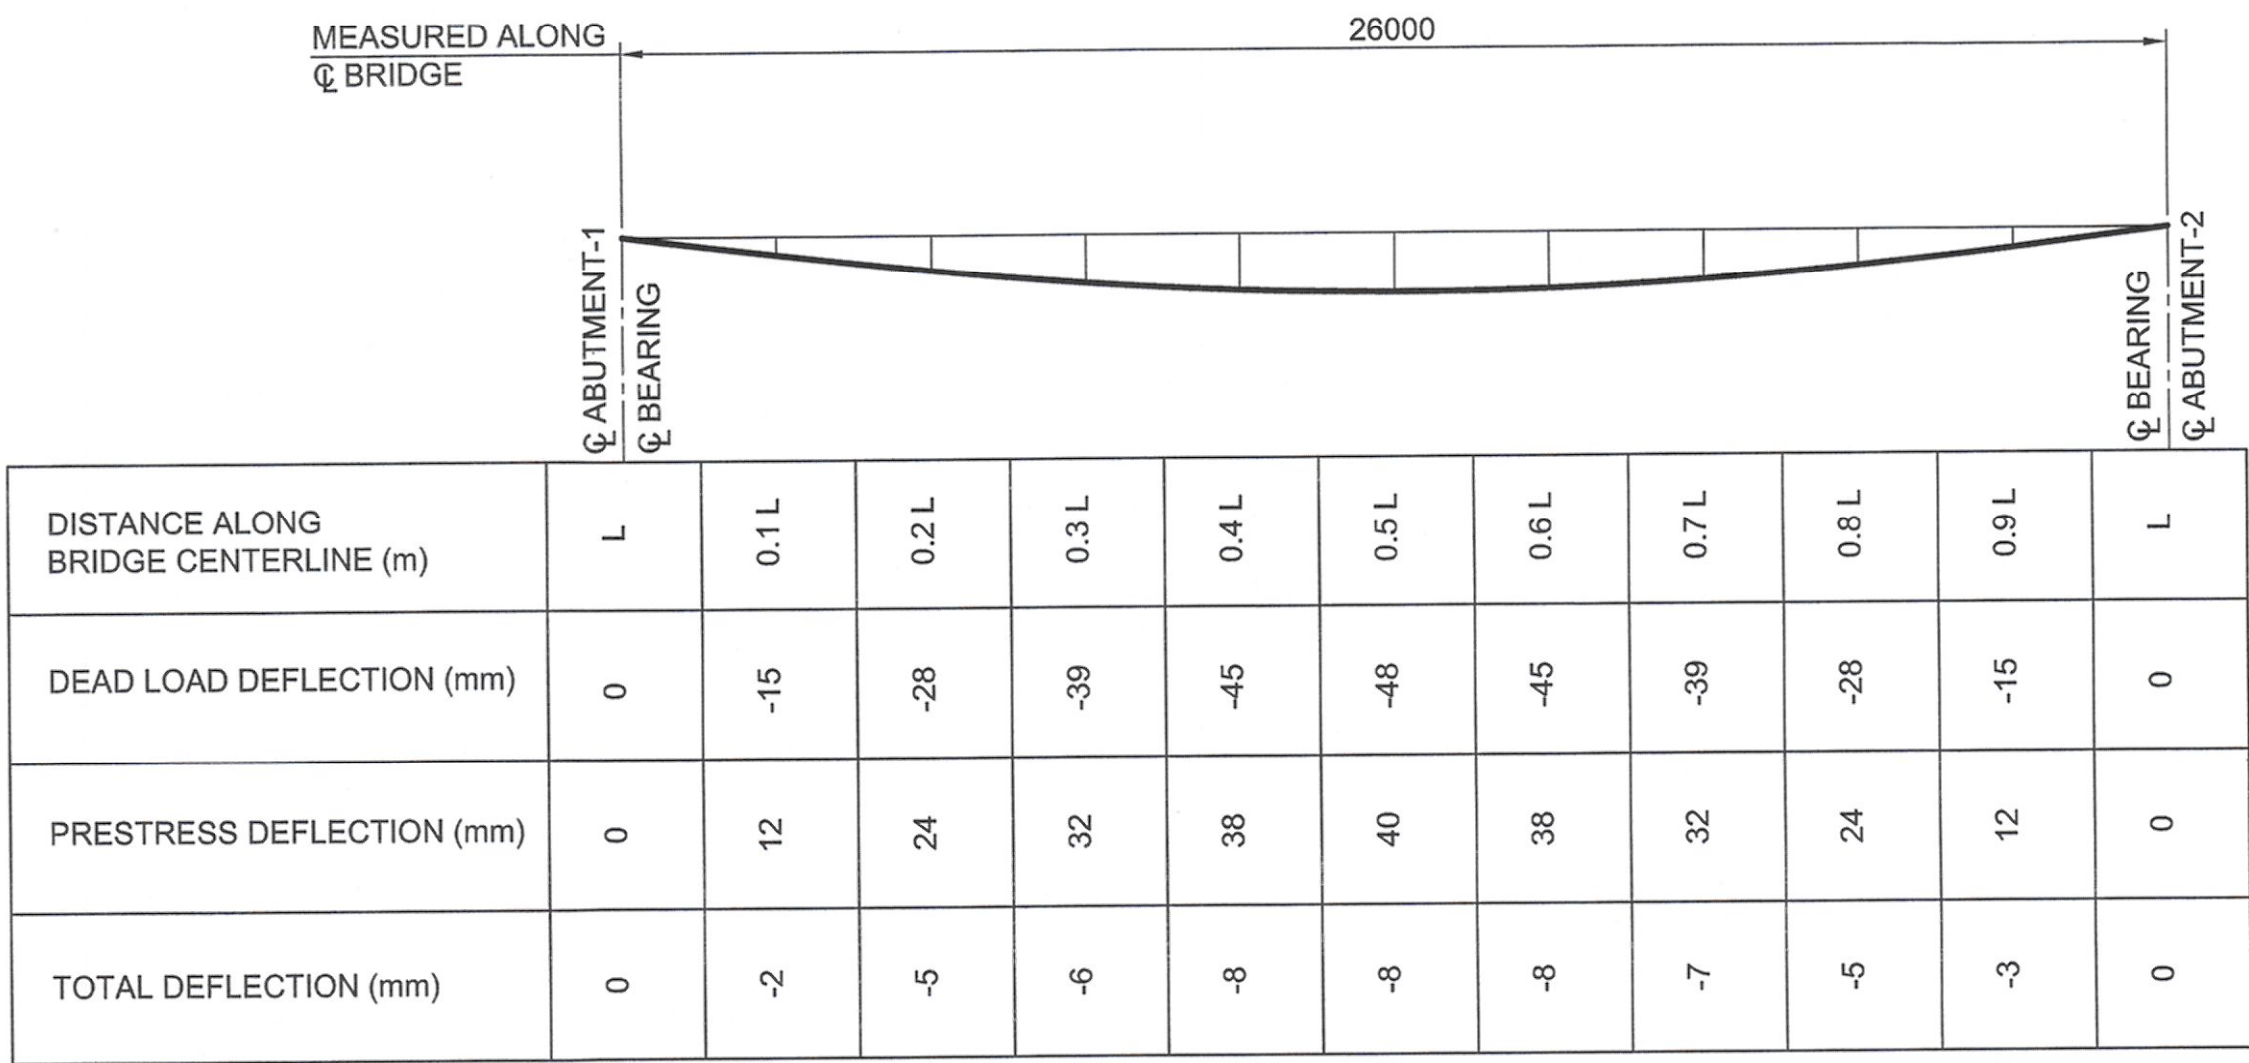 MEASURED ALONG
℄ BRIDGE
26000
℄ ABUTMENT-1
℄ BEARING
℄ BEARING
℄ ABUTMENT-2
DISTANCE ALONG
BRIDGE CENTERLINE (m)
L
0.1 L
0.2 L
0.3 L
0.4 L
0.5 L
0.6 L
0.7 L
0.8 L
0.9 L
L
DEAD LOAD DEFLECTION (mm)
0
-15
-28
-39
-45
-48
-45
-39
-28
-15
0
PRESTRESS DEFLECTION (mm)
0
12
24
32
38
40
38
32
24
12
0
TOTAL DEFLECTION (mm)
0
-2
-5
-6
-8
-8
-8
-7
-5
-3
0